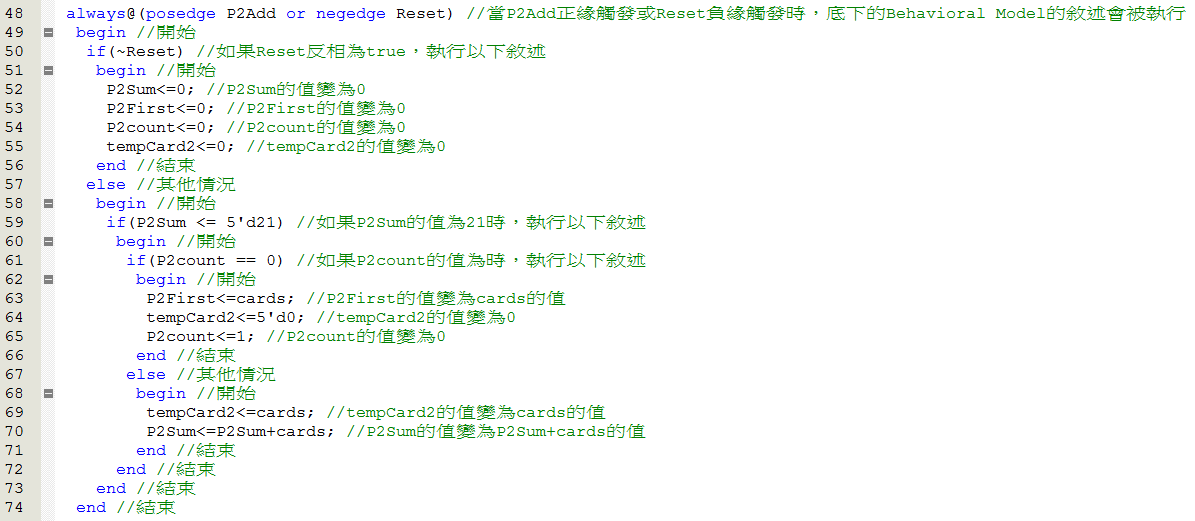 48 always@(posedge P2Add or negedge Reset) //當P2Add正緣觸發或Reset負緣觸發時，底下的Behavioral Model的敘述會被執行
49 begin //開始
50 if(~Reset) //如果Reset反相為true，執行以下敘述
51 begin //開始
52 P2Sum<=0; //P2Sum的值變為0
53 P2First<=0; //P2First的值變為0
54 P2count<=0; //P2count的值變為0
55 tempCard2<=0; //tempCard2的值變為0
56 end //結束
57 else //其他情況
58 begin //開始
59 if(P2Sum <= 5'd21) //如果P2Sum的值為21時，執行以下敘述
60 begin //開始
61 if(P2count == 0) //如果P2count的值為時，執行以下敘述
62 begin //開始
63 P2First<=cards; //P2First的值變為cards的值
64 tempCard2<=5'd0; //tempCard2的值變為0
65 P2count<=1; //P2count的值變為0
66 end //結束
67 else //其他情況
68 begin //開始
69 tempCard2<=cards; //tempCard2的值變為cards的值
70 P2Sum<=P2Sum+cards; //P2Sum的值變為P2Sum+cards的值
71 end //結束
72 end //結束
73 end //結束
74 end //結束